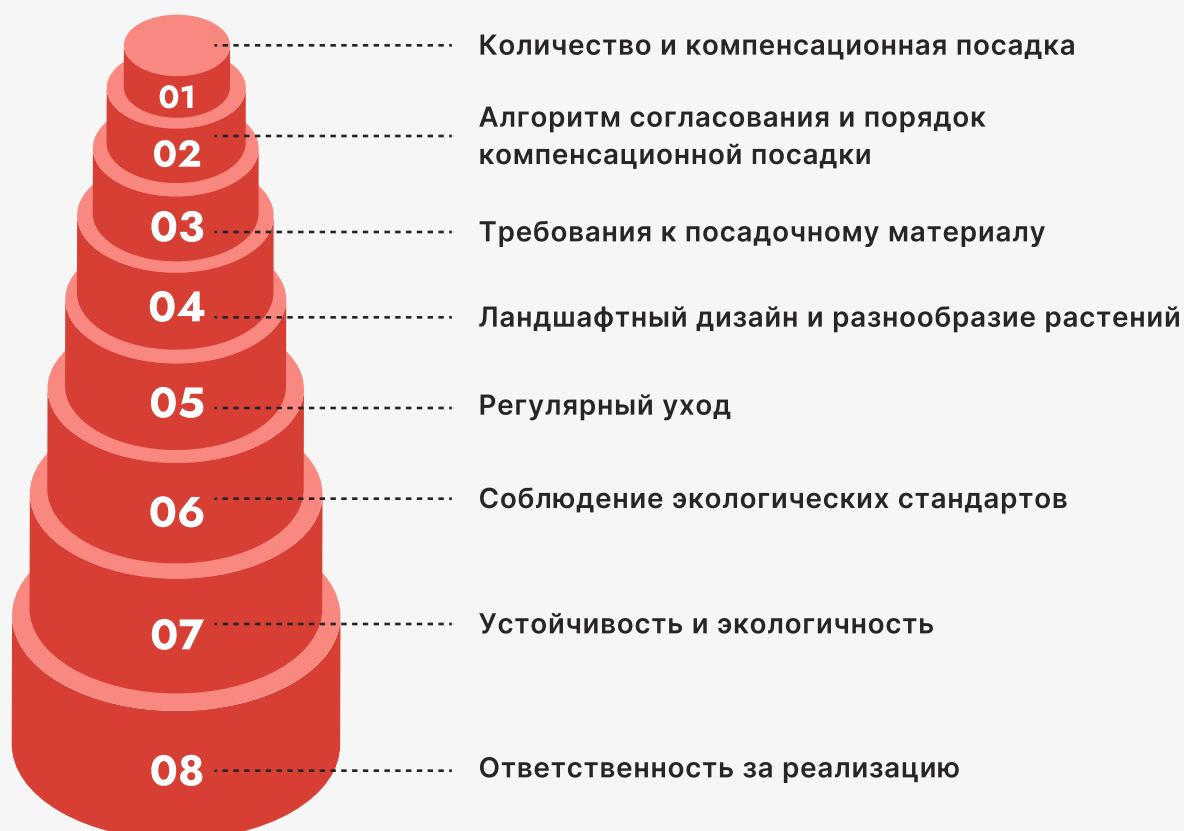 Количество и компенсационная посадка
01
Алгоритм согласования и порядок
компенсационной посадки
02
Требования к посадочному материалу
03
Ландшафтный дизайн и разнообразие растений
04
Регулярный уход
05
Соблюдение экологических стандартов
06
Устойчивость и экологичность
07
Ответственность за реализацию
08